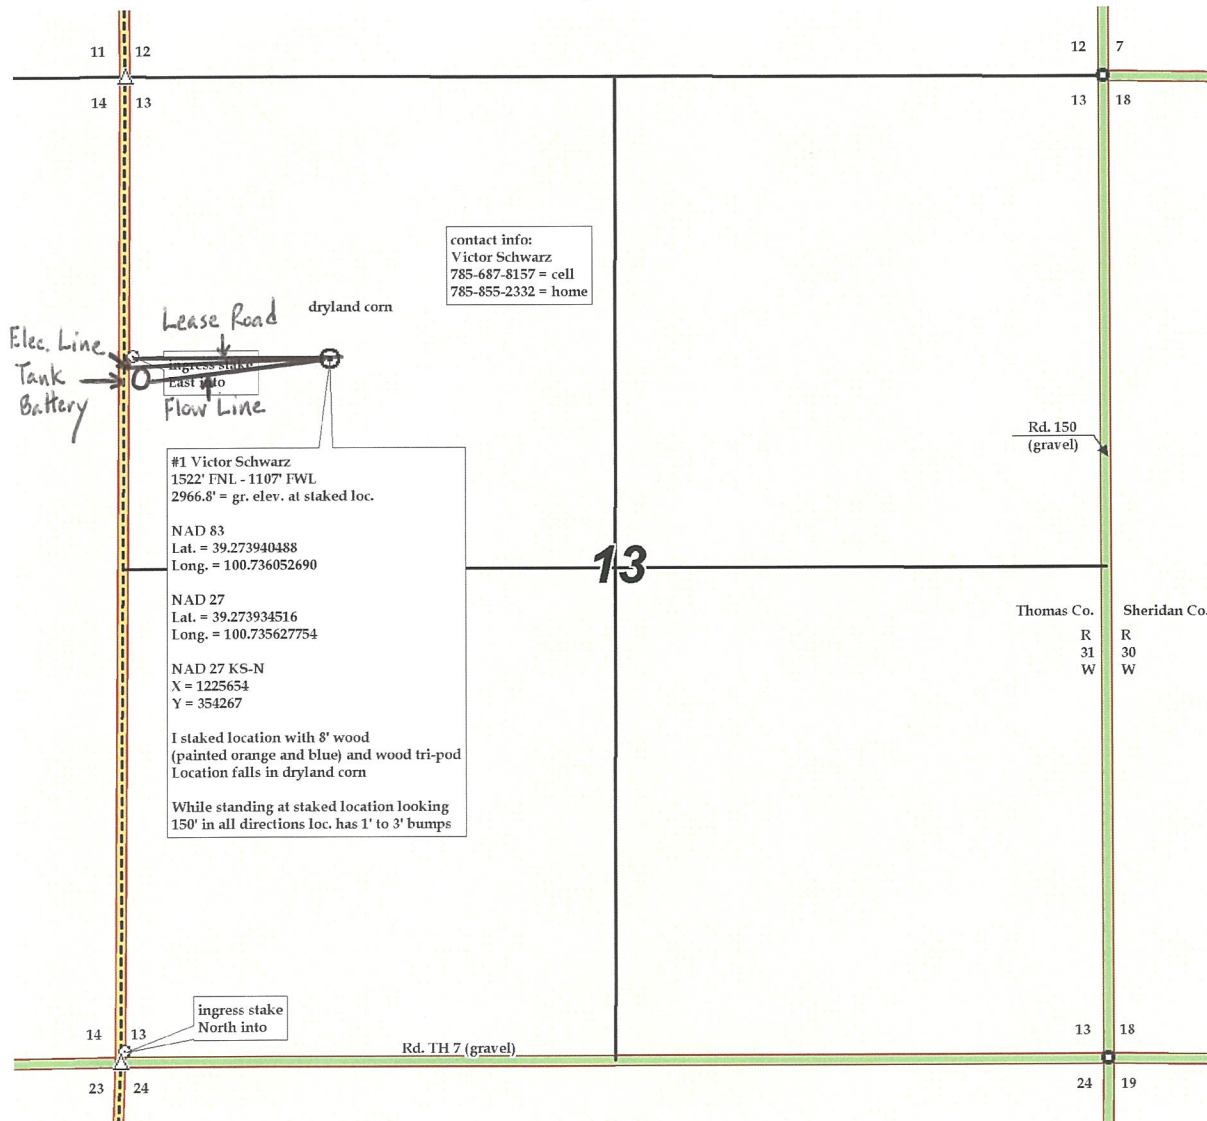 11 12
12 7
14 13
13 18
contact info:
Victor Schwarz
785-687-8157 = cell
785-855-2332 = home
dryland corn
Lease Road
Elec. Line
ingress stake
East into
Tank
Battery
Flow Line
Rd. 150
(gravel)
#1 Victor Schwarz
1522' FNL - 1107' FWL
2966.8' = gr. elev. at staked loc.
NAD 83
Lat. = 39.273940488
Long. = 100.736052690
NAD 27
Lat. = 39.273934516
Long. = 100.735627754
NAD 27 KS-N
X = 1225654
Y = 354267
I staked location with 8' wood
(painted orange and blue) and wood tri-pod
Location falls in dryland corn
While standing at staked location looking
150' in all directions loc. has 1' to 3' bumps
13
Thomas Co. Sheridan Co.
R R
31 30
W W
ingress stake
North into
14 13
13 18
Rd. TH 7 (gravel)
23 24
24 19